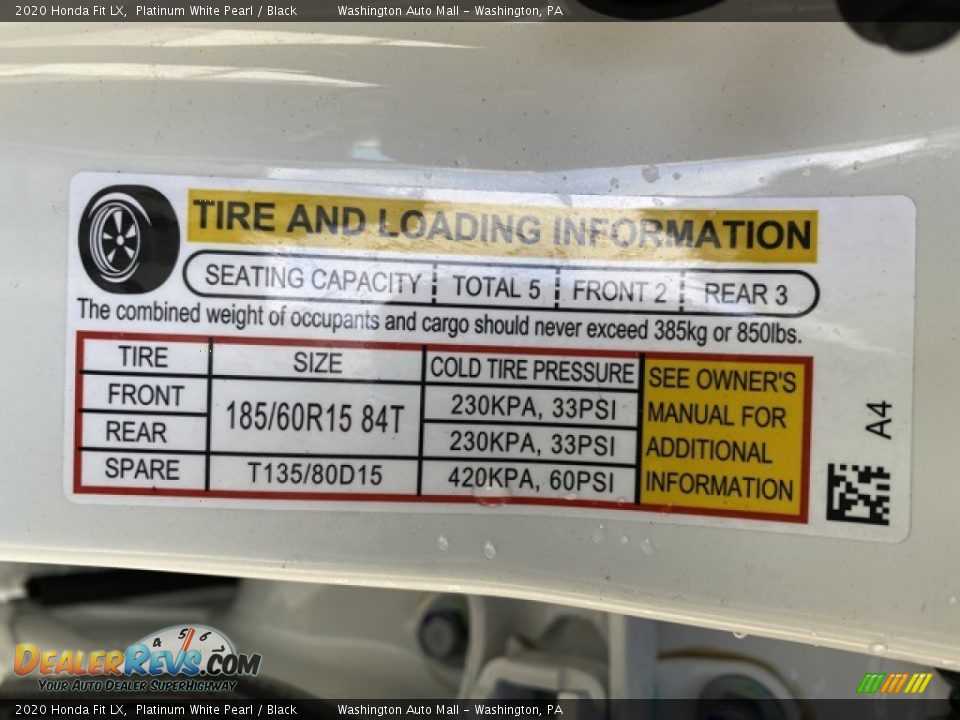 2020 Honda Fit LX, Platinum White Pearl / Black Washington Auto Mall - Washington, PA
TIRE AND LOADING INFORMATION
SEATING CAPACITY TOTAL 5 FRONT 2 REAR 3
The combined weight of occupants and cargo should never exceed 385kg or 850lbs.
TIRE SIZE COLD TIRE PRESSURE
FRONT 185/60R15 84T 230KPA, 33PSI
REAR 230KPA, 33PSI
SPARE T135/80D15 420KPA, 60PSI
SEE OWNER'S
MANUAL FOR
ADDITIONAL
INFORMATION
A4
4 5 6
DEALERREVS.COM
YOUR AUTO DEALER SUPERHIGHWAY
2020 Honda Fit LX, Platinum White Pearl / Black Washington Auto Mall - Washington, PA